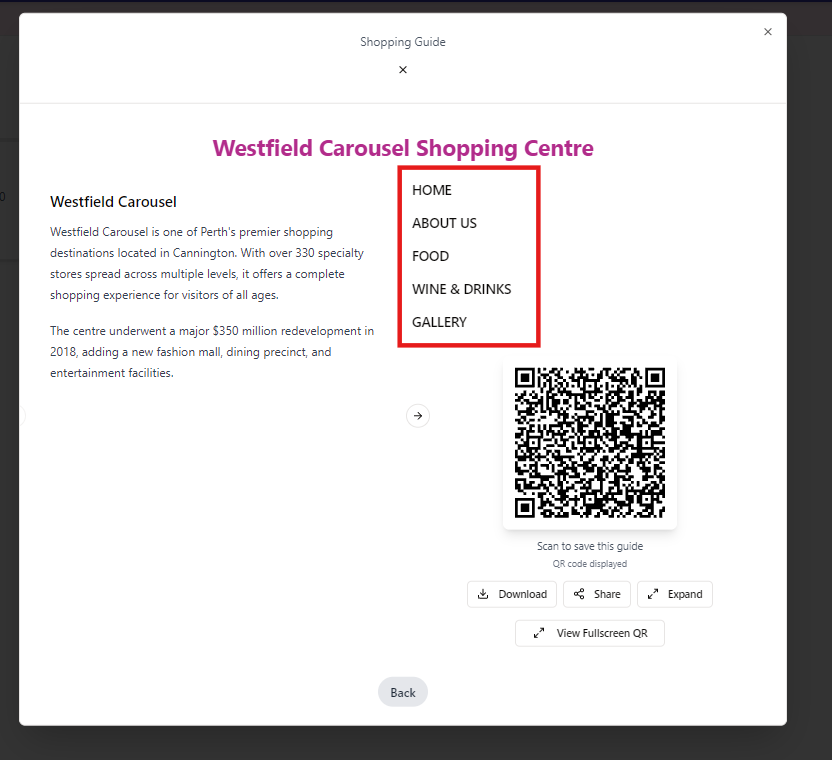 Shopping Guide
Westfield Carousel Shopping Centre
Westfield Carousel
Westfield Carousel is one of Perth's premier shopping
destinations located in Cannington. With over 330 specialty
stores spread across multiple levels, it offers a complete
shopping experience for visitors of all ages.
The centre underwent a major $350 million redevelopment in
2018, adding a new fashion mall, dining precinct, and
entertainment facilities.
HOME
ABOUT US
FOOD
WINE & DRINKS
GALLERY
Scan to save this guide
QR code displayed
Download
Share
Expand
View Fullscreen QR
Back
0